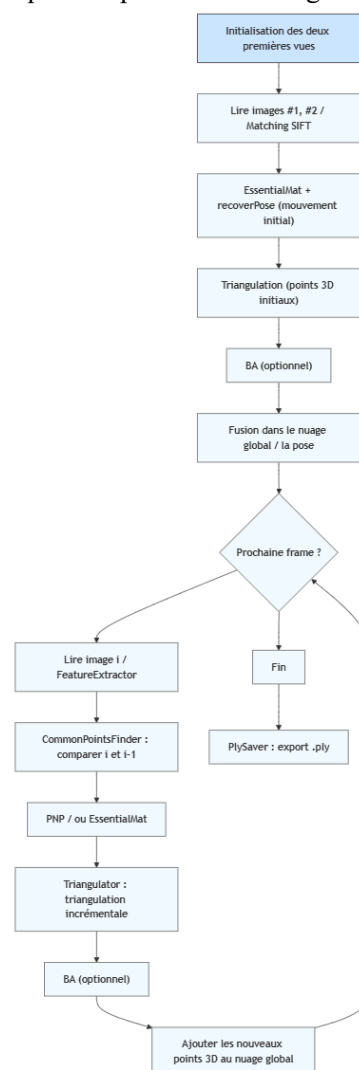 Initialisation des deux
premières vues
Lire images #1, #2 /
Matching SIFT
EssentialMat +
recoverPose (mouvement
initial)
Triangulation (points 3D
initiaux)
BA (optionnel)
Fusion dans le nuage
global / la pose
Prochaine frame ?
Lire image i /
FeatureExtractor
Fin
CommonPointsFinder :
comparer i et i-1
PlySaver : export .ply
PNP / ou EssentialMat
Triangulator :
triangulation
incrémentale
BA (optionnel)
Ajouter les nouveaux
points 3D au nuage global